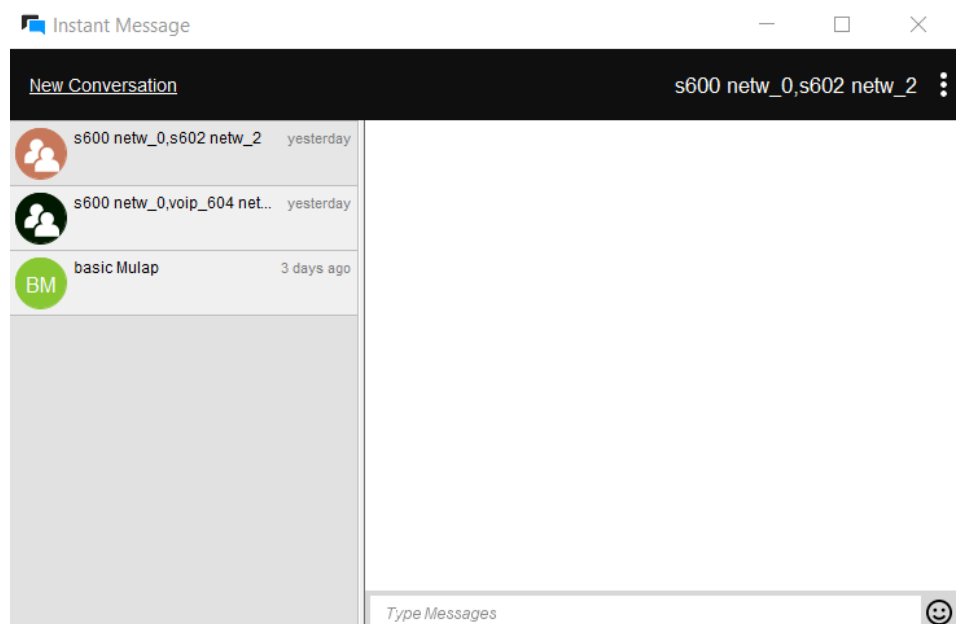 Instant Message
New Conversation
s600 netw_0,s602 netw_2
s600 netw_0,s602 netw_2 yesterday
s600 netw_0,voip_604 net... yesterday
BM basic Mulap 3 days ago
Type Messages